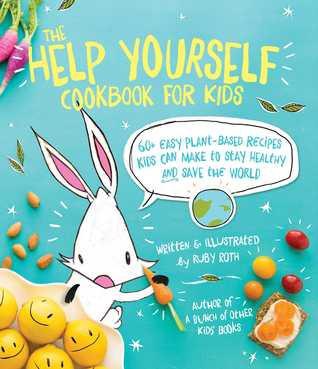 THE
HELP YOURSELF
COOKBOOK FOR KIDS
60+ EASY PLANT-BASED RECIPES
KIDS CAN MAKE TO STAY HEALTHY
AND SAVE THE WORLD
WRITTEN & ILLUSTRATED
BY RUBY ROTH
AUTHOR OF
A BUNCH OF OTHER
KIDS BOOKS